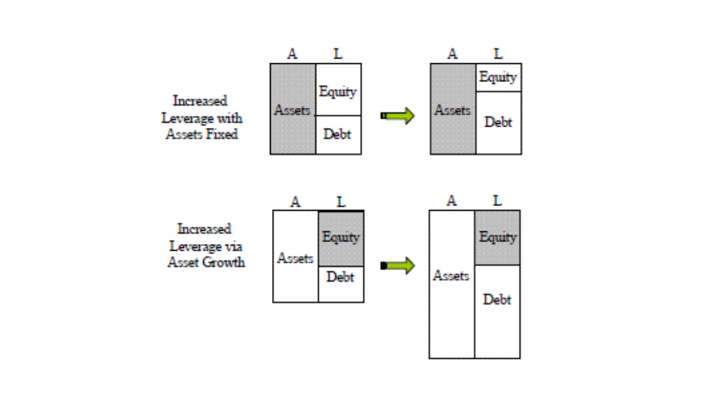 A L A L
Increased
Leverage with
Assets Fixed
Assets
Equity
Debt
Assets
Equity
Debt
A L A L
Increased
Leverage via
Asset Growth
Assets
Equity
Debt
Assets
Equity
Debt